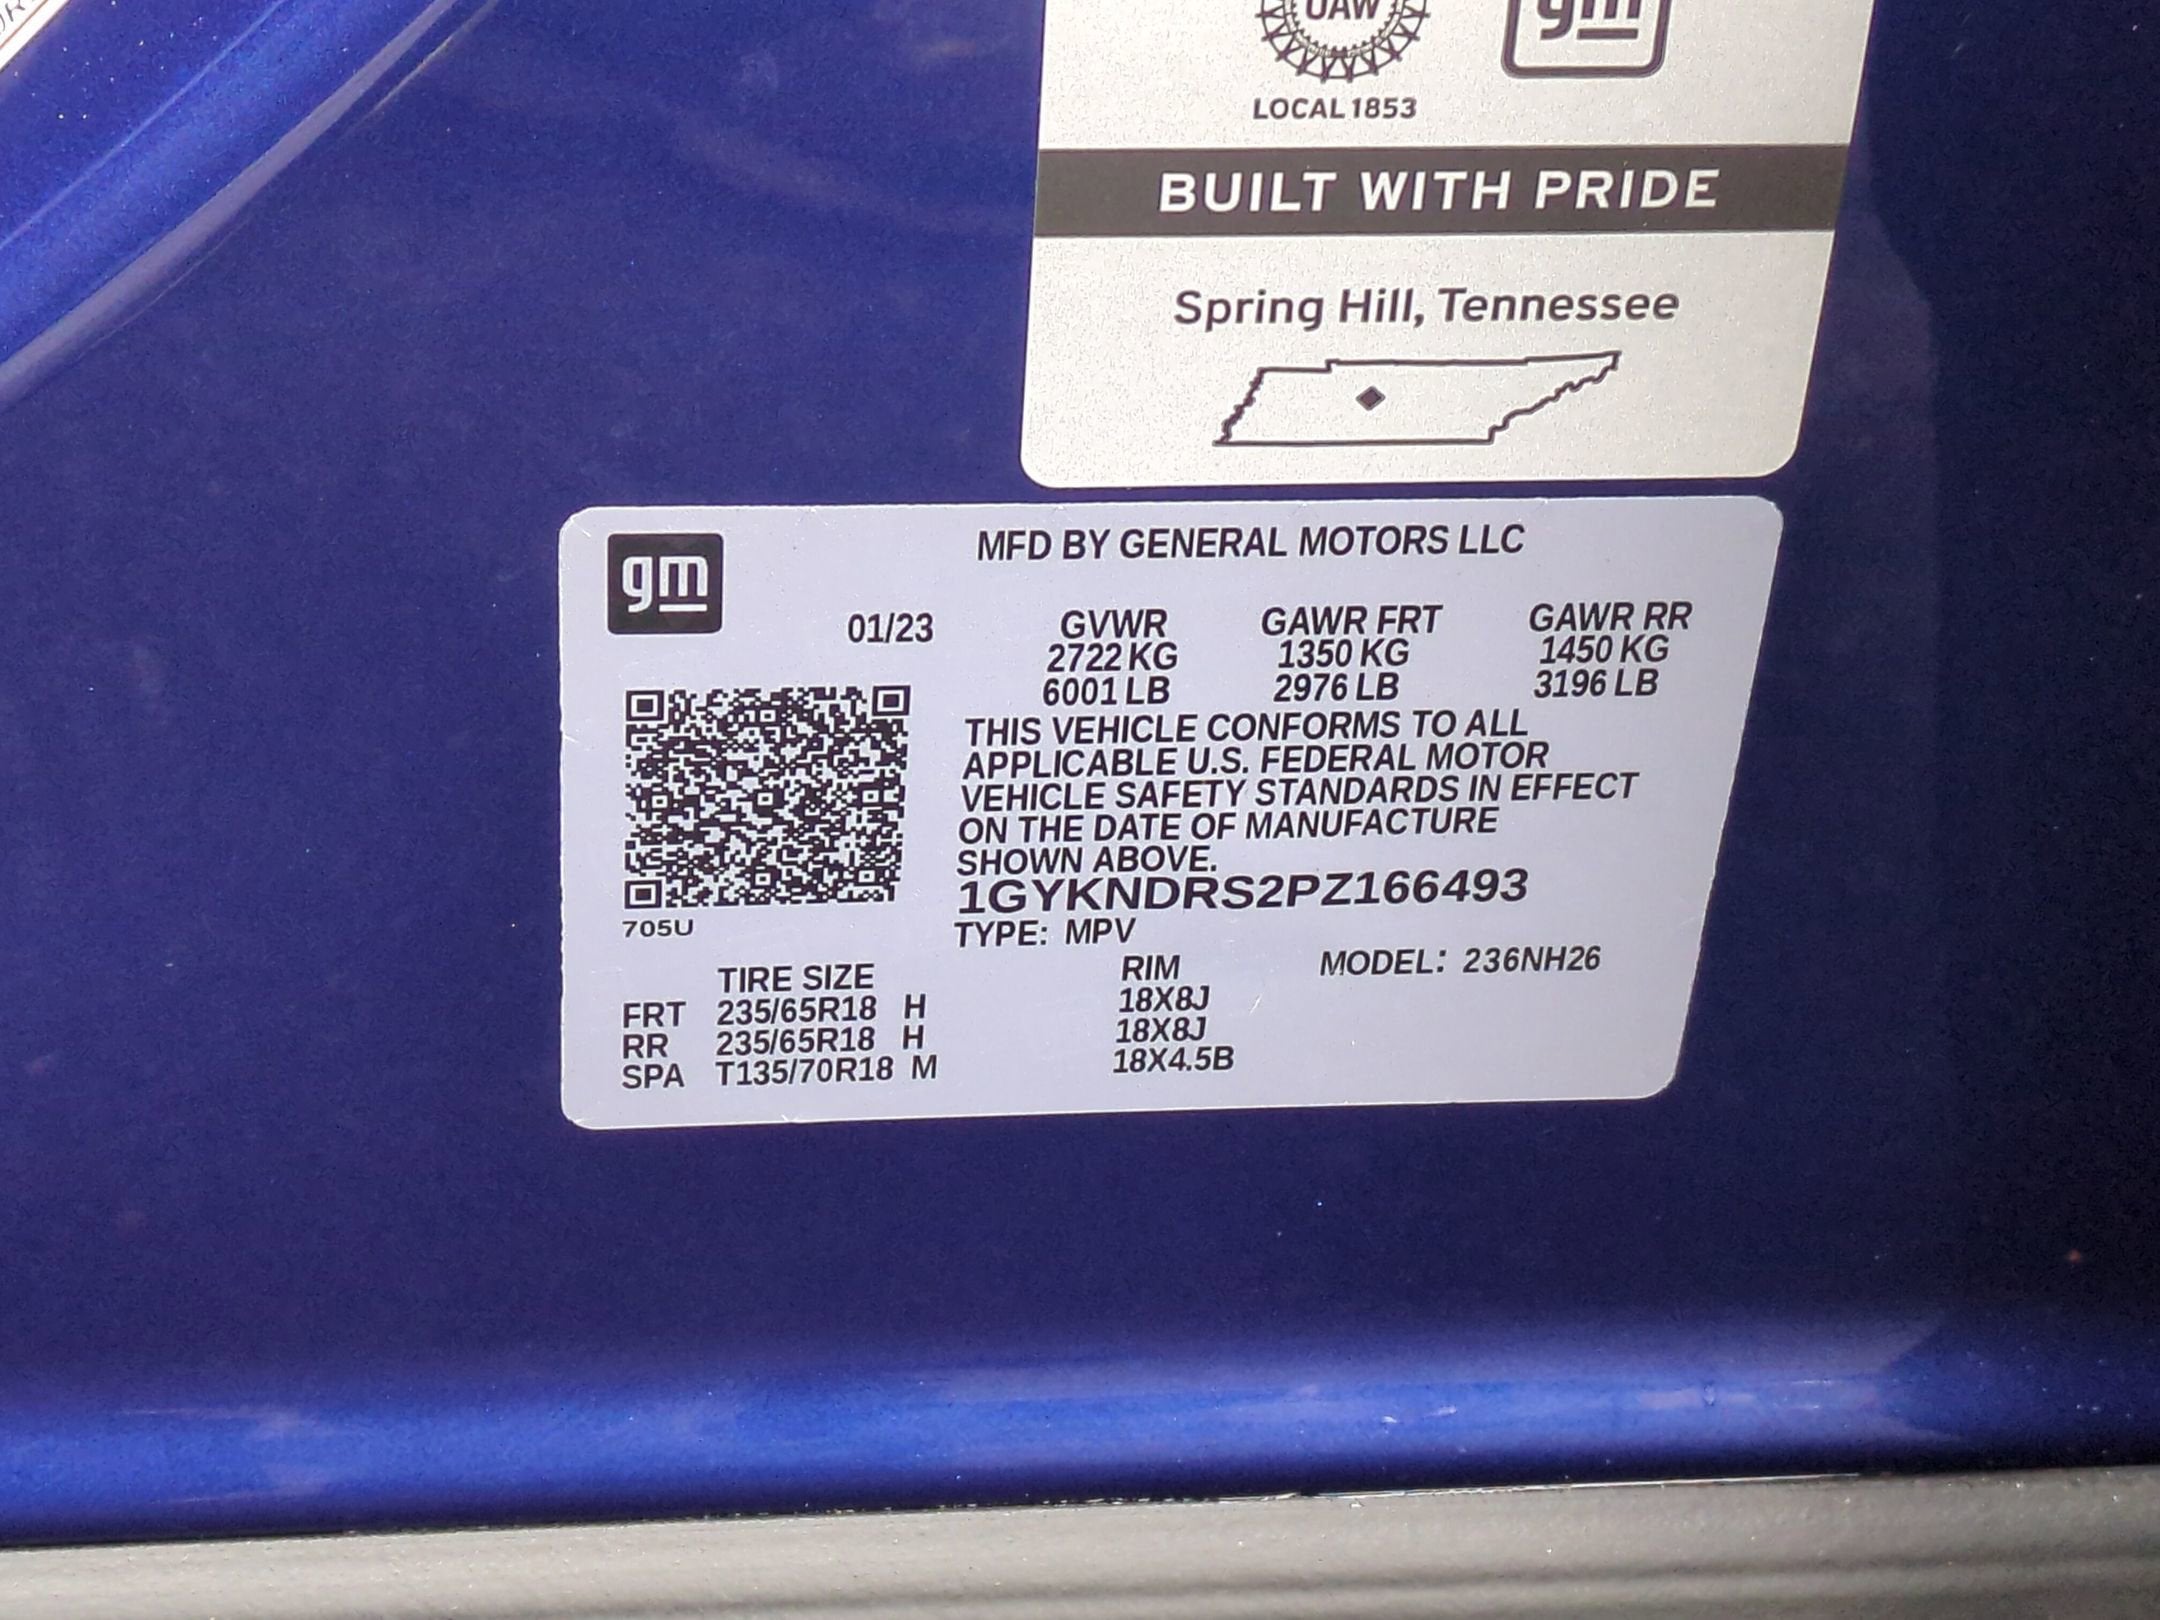 UAW
gm
LOCAL 1853
BUILT WITH PRIDE
Spring Hill, Tennessee
gm
MFD BY GENERAL MOTORS LLC
01/23 GVWR GAWR FRT GAWR RR
2722 KG 1350 KG 1450 KG
6001 LB 2976 LB 3196 LB
THIS VEHICLE CONFORMS TO ALL
APPLICABLE U.S. FEDERAL MOTOR
VEHICLE SAFETY STANDARDS IN EFFECT
ON THE DATE OF MANUFACTURE
SHOWN ABOVE.
1GYKNDRS2PZ166493
705U
TYPE: MPV
TIRE SIZE RIM MODEL: 236NH26
FRT 235/65R18 H 18X8J
RR 235/65R18 H 18X8J
SPA T135/70R18 M 18X4.5B